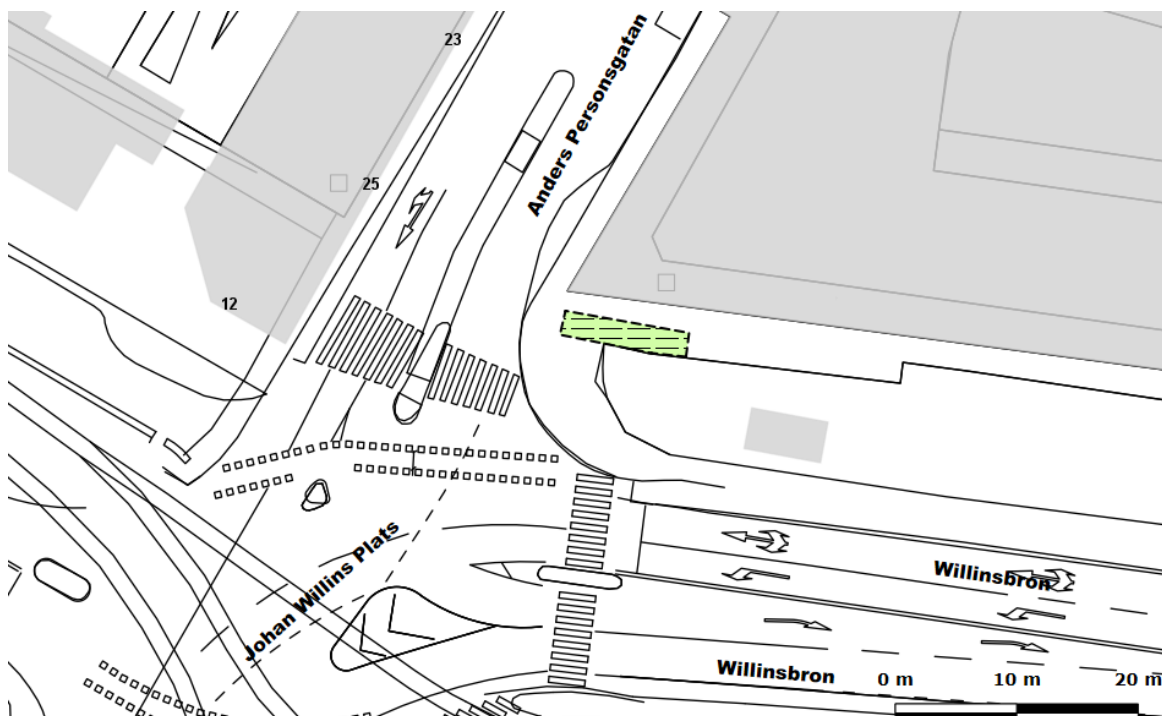 23
Anders Personsgatan
25
12
Johan Willins Plats
Willinsbron
Willinsbron
0 m 10 m 20 m